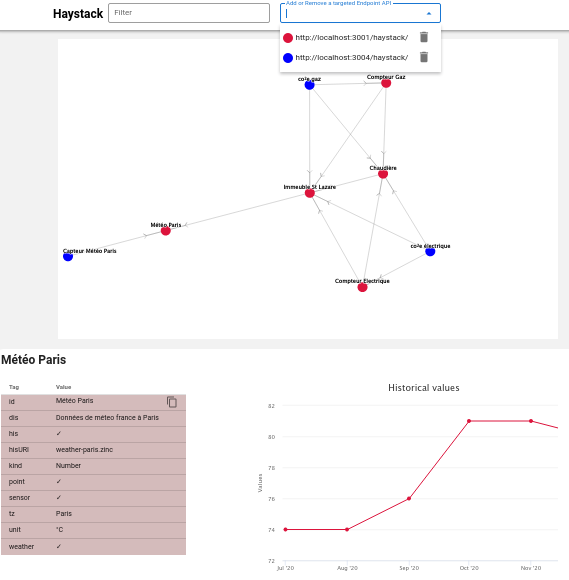 Haystack
Filter
Add or Remove a targeted Endpoint API
http://localhost:3001/haystack/
http://localhost:3004/haystack/
co²e gaz
Compteur Gaz
Chaudière
Immeuble St Lazare
Météo Paris
Capteur Météo Paris
co²e électrique
Compteur Electrique
Météo Paris
Tag Value
id Météo Paris
dis Données de méteo france à Paris
his ✓
hisURI weather-paris.zinc
kind Number
point ✓
sensor ✓
tz Paris
unit °C
weather ✓
Historical values
Values
82
80
78
76
74
72
Jul '20 Aug '20 Sep '20 Oct '20 Nov '20